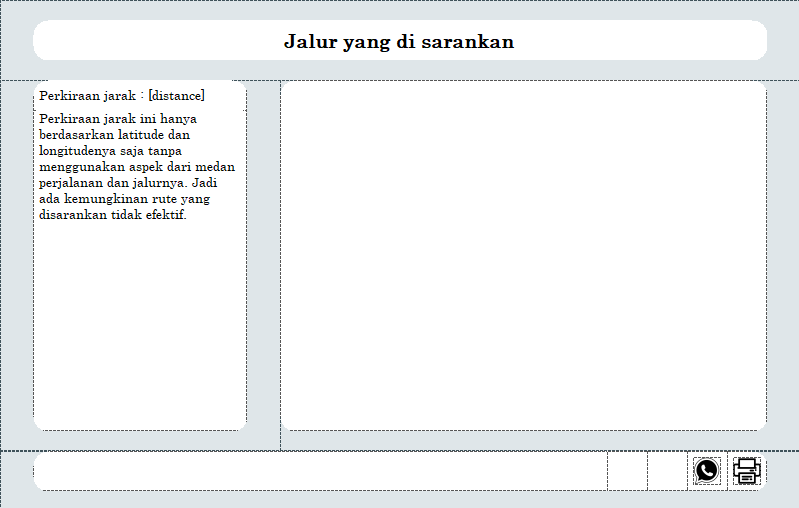 Jalur yang di sarankan
Perkiraan jarak : [distance]
Perkiraan jarak ini hanya
berdasarkan latitude dan
longitudenya saja tanpa
menggunakan aspek dari medan
perjalanan dan jalurnya. Jadi
ada kemungkinan rute yang
disarankan tidak efektif.